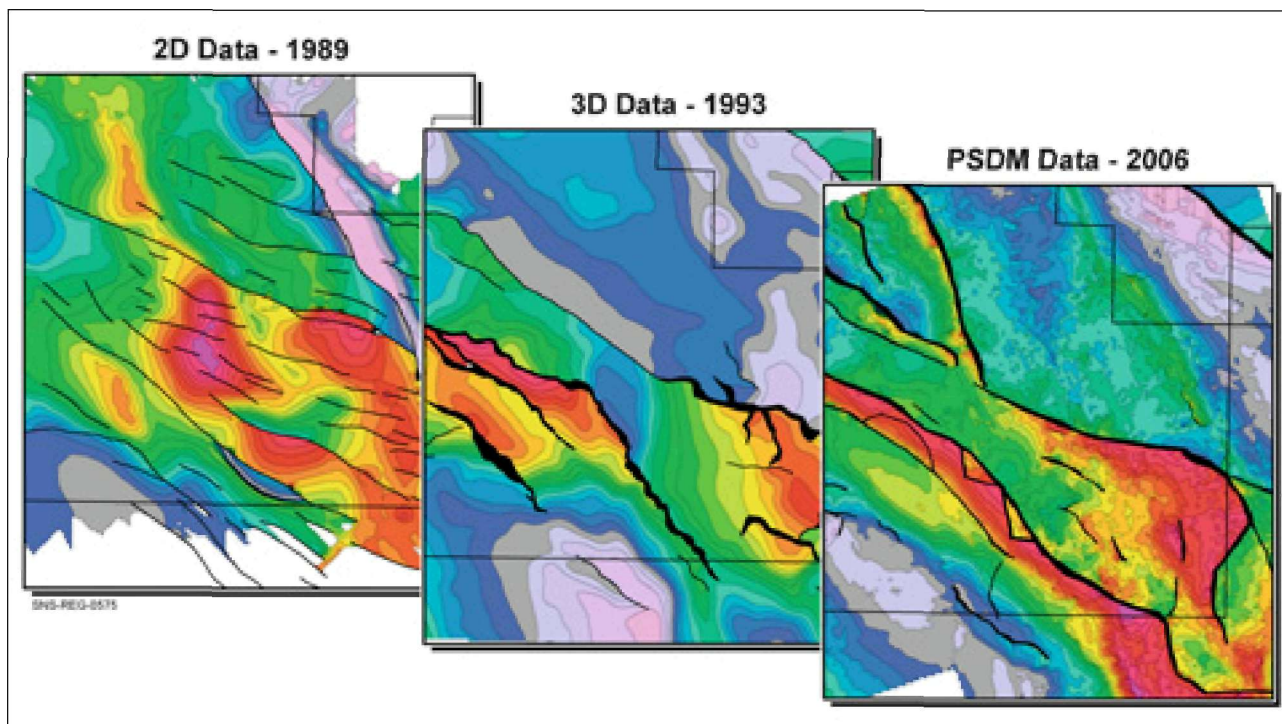 2D Data - 1989
3D Data - 1993
PSDM Data - 2006
SNS-REG-0575